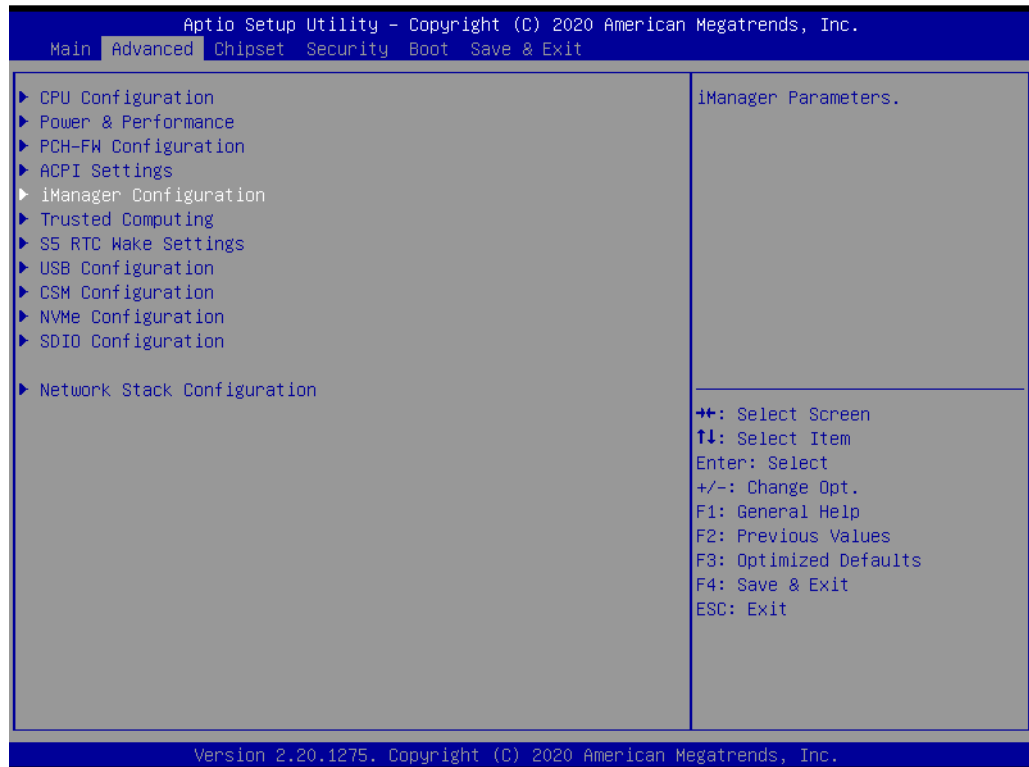 Aptio Setup Utility – Copyright (C) 2020 American Megatrends, Inc.
Main Advanced Chipset Security Boot Save & Exit
▶ CPU Configuration
▶ Power & Performance
▶ PCH-FW Configuration
▶ ACPI Settings
▶ iManager Configuration
▶ Trusted Computing
▶ S5 RTC Wake Settings
▶ USB Configuration
▶ CSM Configuration
▶ NVMe Configuration
▶ SDIO Configuration
▶ Network Stack Configuration
iManager Parameters.
→←: Select Screen
↑↓: Select Item
Enter: Select
+/-: Change Opt.
F1: General Help
F2: Previous Values
F3: Optimized Defaults
F4: Save & Exit
ESC: Exit
Version 2.20.1275. Copyright (C) 2020 American Megatrends, Inc.